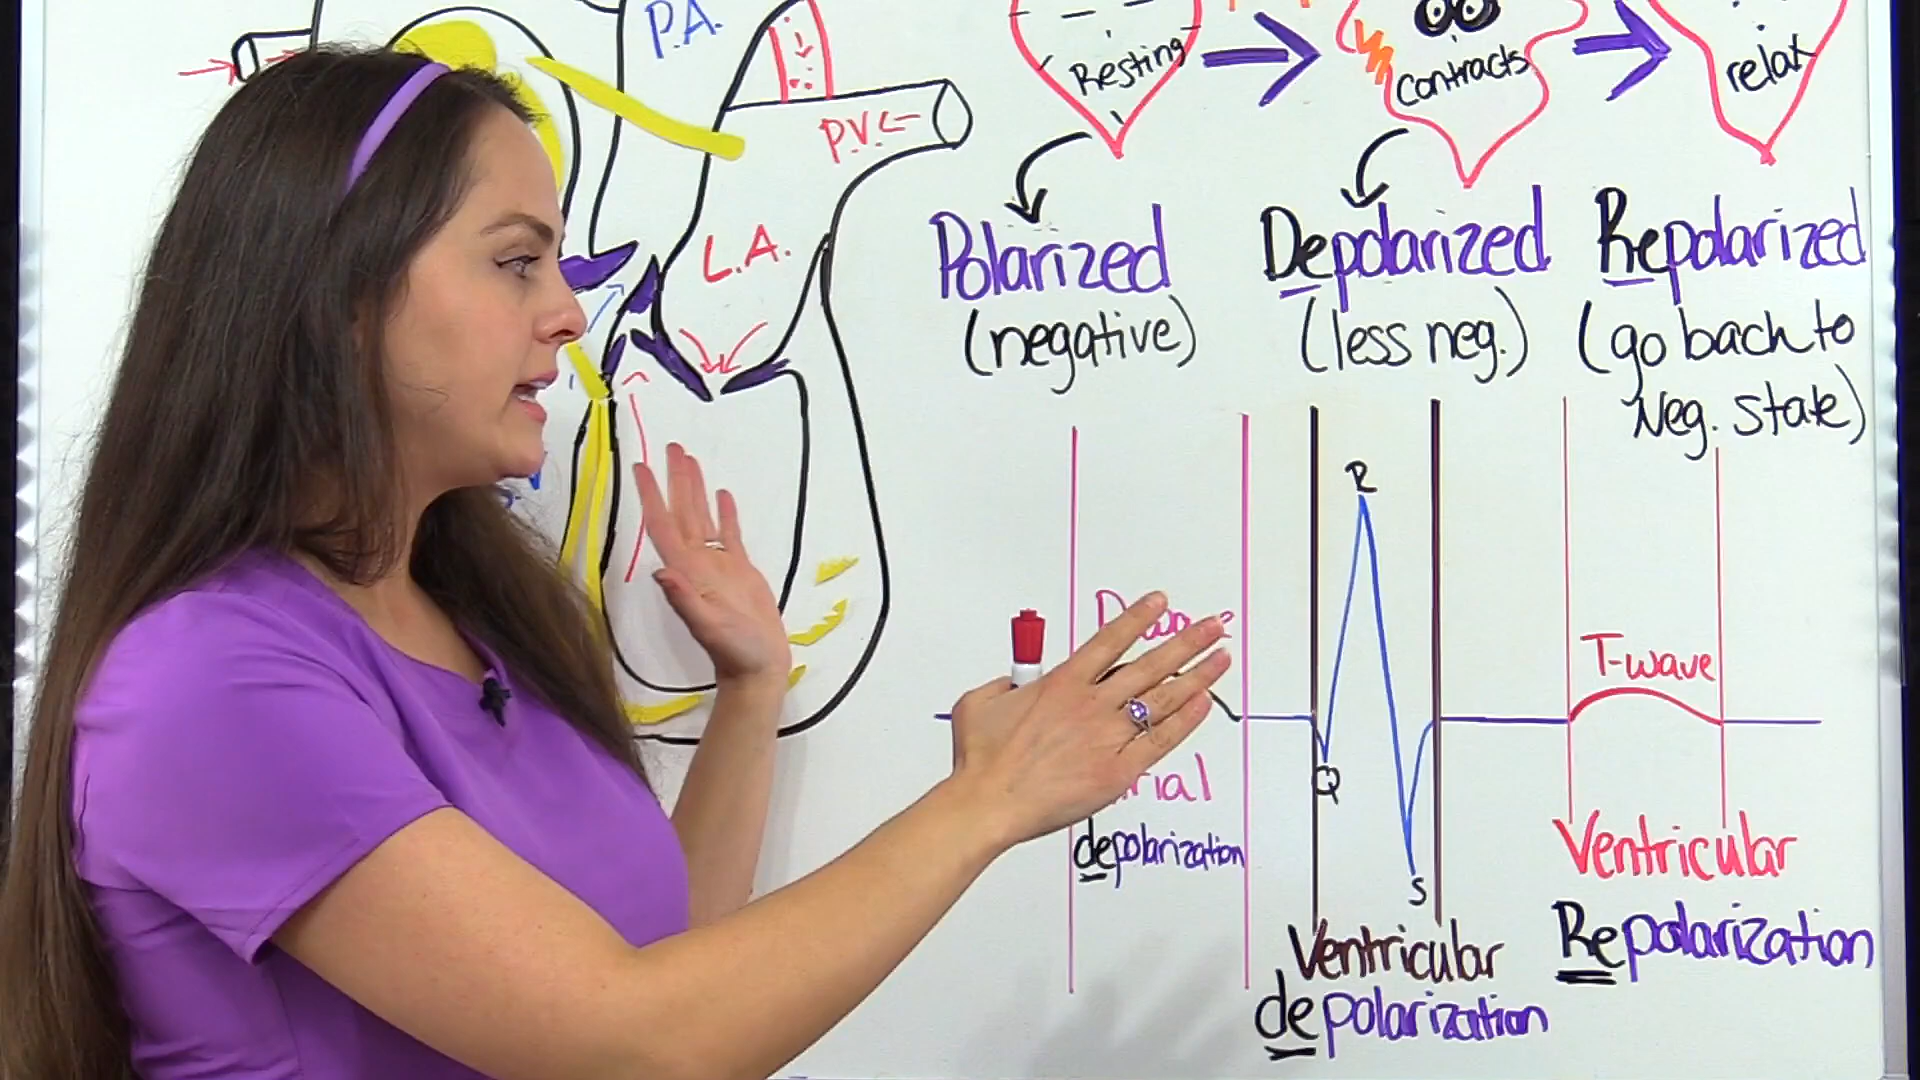 P.A.
P.V.
L.A.
Resting
contracts
relax
Polarized
(negative)
Depolarized
(less neg.)
Repolarized
(go back to
Neg. state)
R
Q
S
depolarization
Ventricular
depolarization
T-wave
Ventricular
Repolarization